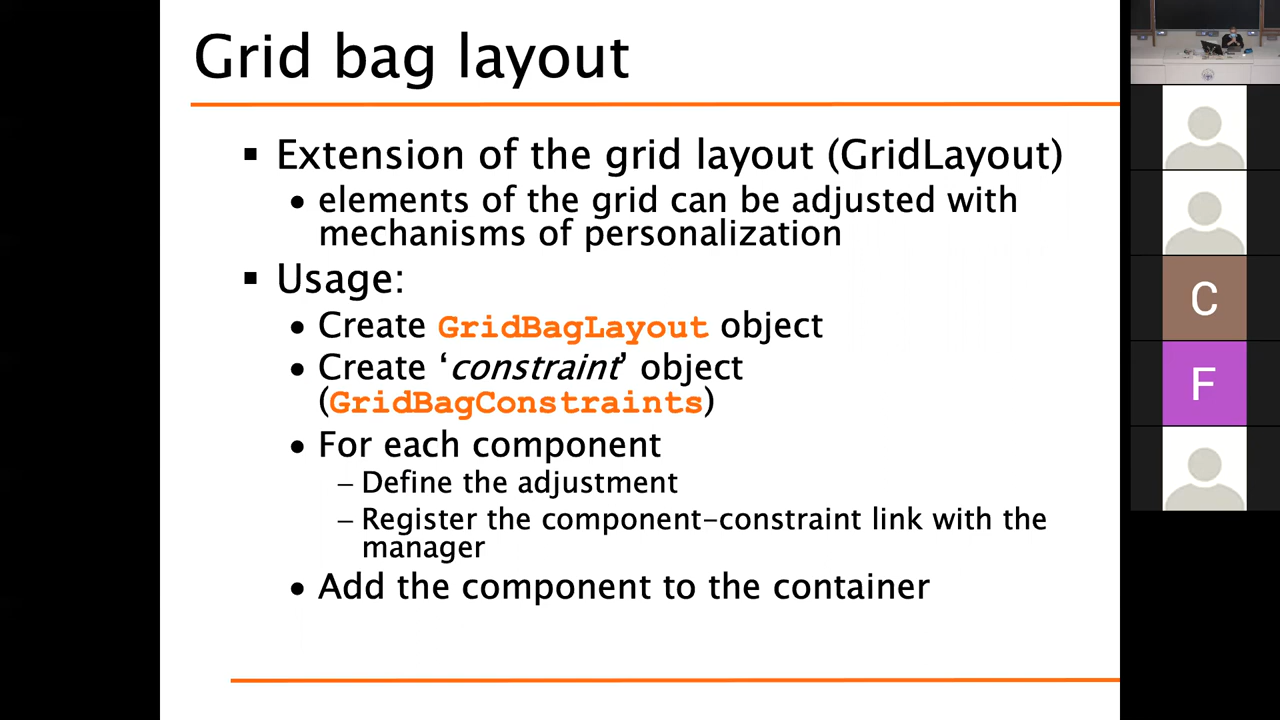 Grid bag layout
▪ Extension of the grid layout (GridLayout)
• elements of the grid can be adjusted with
mechanisms of personalization
▪ Usage:
• Create GridBagLayout object
• Create ‘constraint’ object
(GridBagConstraints)
• For each component
– Define the adjustment
– Register the component-constraint link with the
manager
• Add the component to the container
C
F